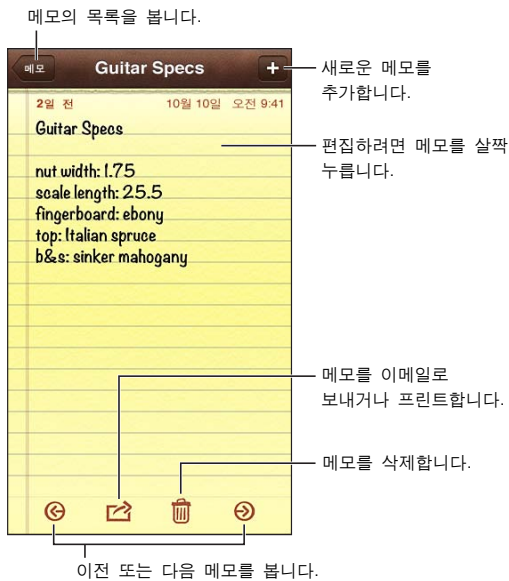 메모의 목록을 봅니다.
메모
Guitar Specs
+
새로운 메모를
추가합니다.
2일 전
10월 10일 오전 9:41
Guitar Specs
편집하려면 메모를 살짝
누릅니다.
nut width: 1.75
scale length: 25.5
fingerboard: ebony
top: Italian spruce
b&s: sinker mahogany
메모를 이메일로
보내거나 프린트합니다.
메모를 삭제합니다.
이전 또는 다음 메모를 봅니다.